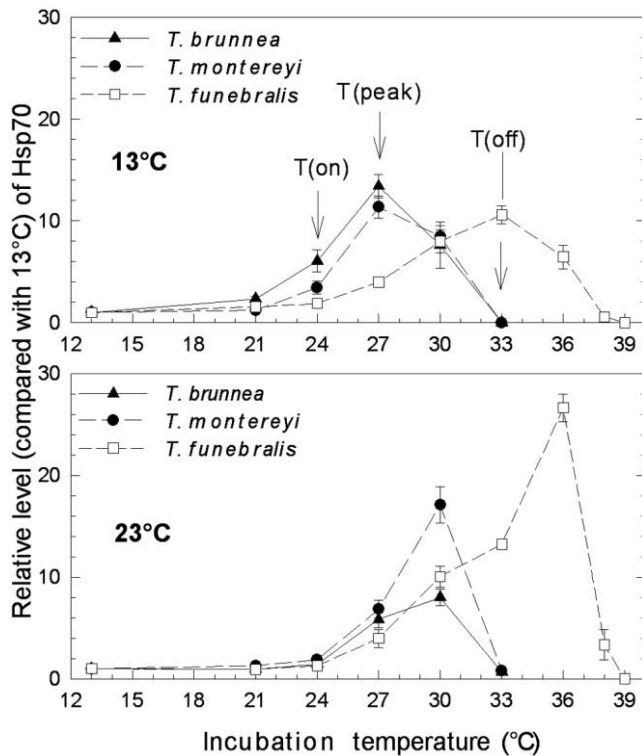 Relative level (compared with 13°C) of Hsp70
30
20
10
0
T. brunnea
T. montereyi
T. funebralis
13°C
T(on)
T(peak)
T(off)
12 15 18 21 24 27 30 33 36 39
30
20
10
0
T. brunnea
T. montereyi
T. funebralis
23°C
12 15 18 21 24 27 30 33 36 39
Incubation temperature (°C)